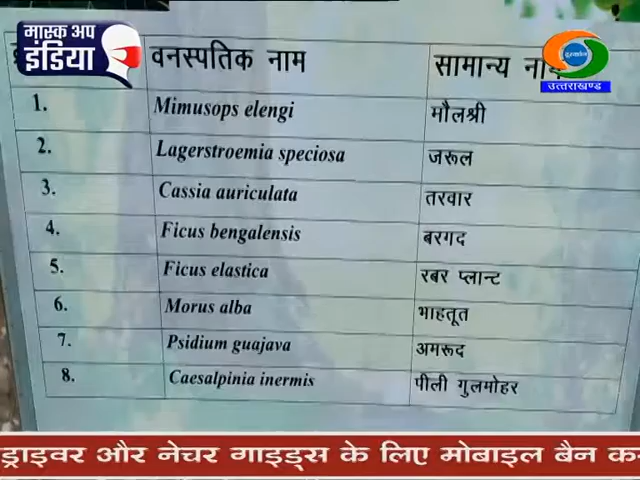 मास्क अप
इंडिया
वनस्पतिक नाम
सामान्य नाम
उत्तराखण्ड
1. Mimusops elengi मौलश्री
2. Lagerstroemia speciosa जरूल
3. Cassia auriculata तरवार
4. Ficus bengalensis बरगद
5. Ficus elastica रबर प्लान्ट
6. Morus alba भाहतूत
7. Psidium guajava अमरूद
8. Caesalpinia inermis पीली गुलमोहर
ड्राइवर और नेचर गाइड्स के लिए मोबाइल बैन